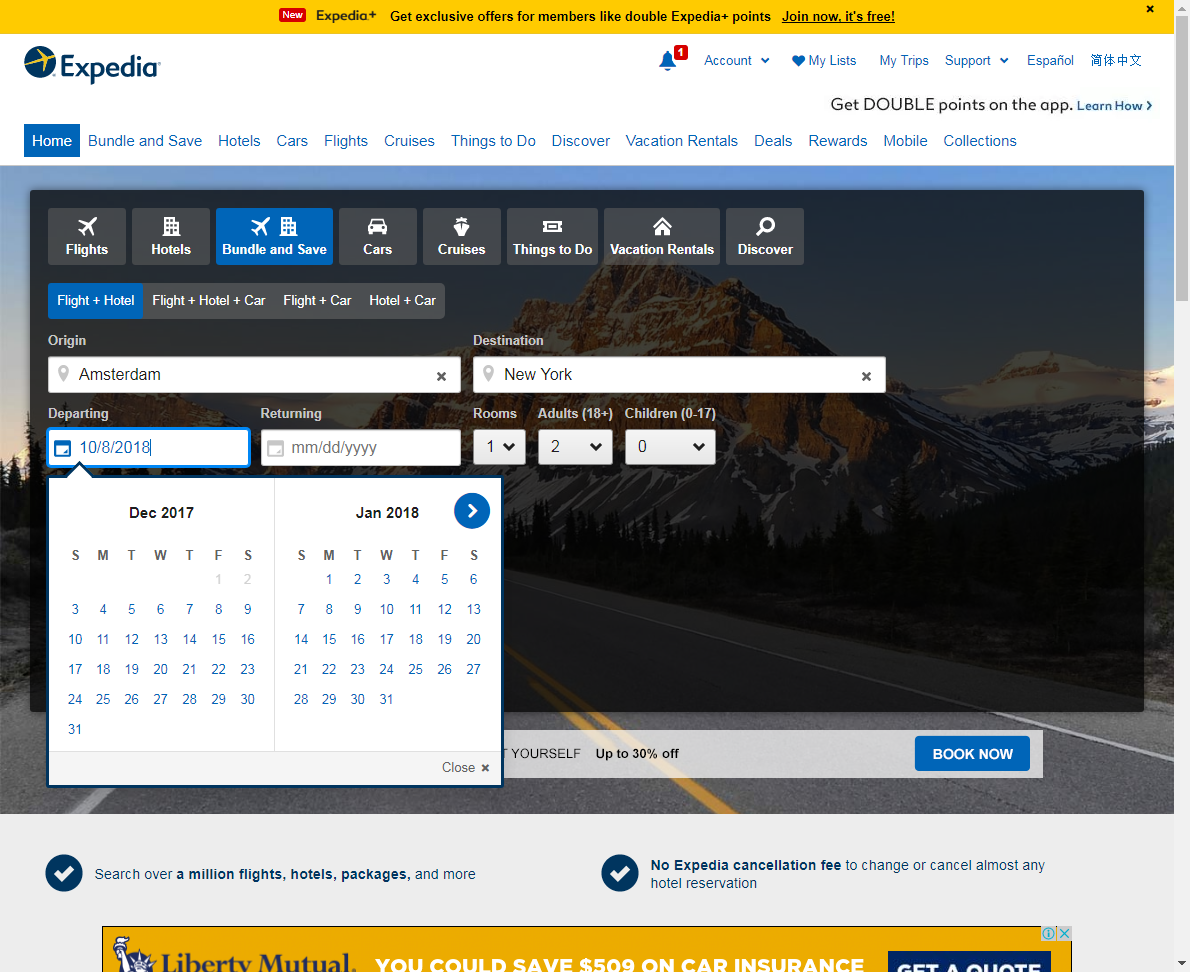 New Expedia+ Get exclusive offers for members like double Expedia+ points Join now, it's free!
Expedia
1 Account My Lists My Trips Support Español 简体中文
Get DOUBLE points on the app. Learn How
Home Bundle and Save Hotels Cars Flights Cruises Things to Do Discover Vacation Rentals Deals Rewards Mobile Collections
Flights Hotels Bundle and Save Cars Cruises Things to Do Vacation Rentals Discover
Flight + Hotel Flight + Hotel + Car Flight + Car Hotel + Car
Origin Destination
Amsterdam New York
Departing Returning Rooms Adults (18+) Children (0-17)
10/8/2018 mm/dd/yyyy 1 2 0
Dec 2017 Jan 2018
S M T W T F S S M T W T F S
1 2 1 2 3 4 5 6
3 4 5 6 7 8 9 7 8 9 10 11 12 13
10 11 12 13 14 15 16 14 15 16 17 18 19 20
17 18 19 20 21 22 23 21 22 23 24 25 26 27
24 25 26 27 28 29 30 28 29 30 31
31
T YOURSELF Up to 30% off BOOK NOW
Close
Search over a million flights, hotels, packages, and more
No Expedia cancellation fee to change or cancel almost any
hotel reservation
Liberty Mutual. YOU COULD SAVE $509 ON CAR INSURANCE GET A QUOTE